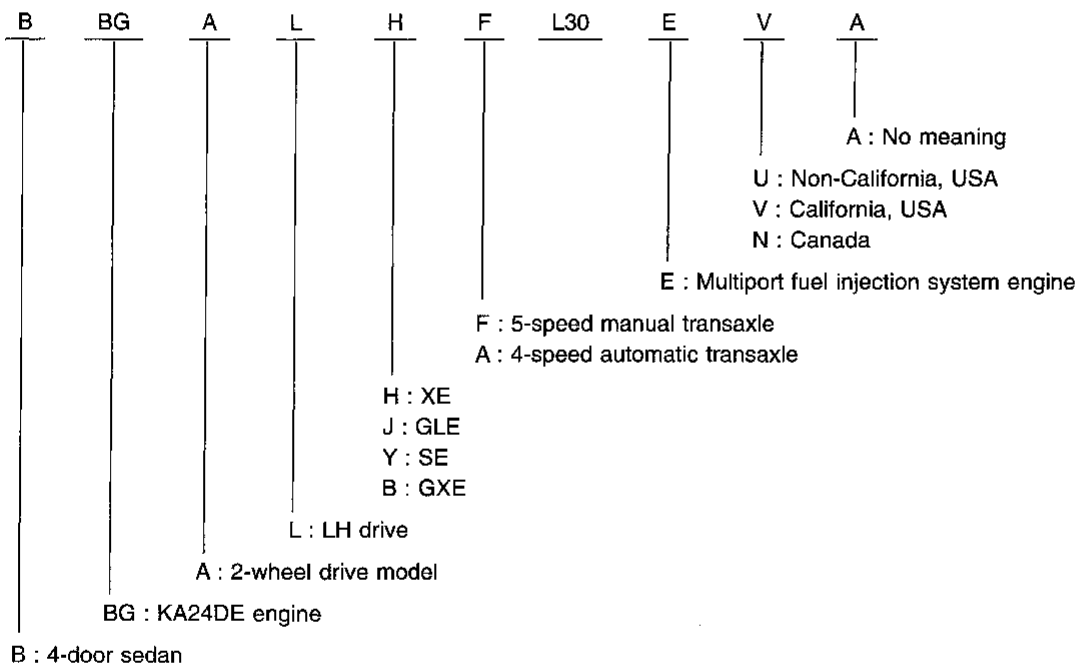 B BG A L H F L30 E V A
A : No meaning
U : Non-California, USA
V : California, USA
N : Canada
E : Multiport fuel injection system engine
F : 5-speed manual transaxle
A : 4-speed automatic transaxle
H : XE
J : GLE
Y : SE
B : GXE
L : LH drive
A : 2-wheel drive model
BG : KA24DE engine
B : 4-door sedan